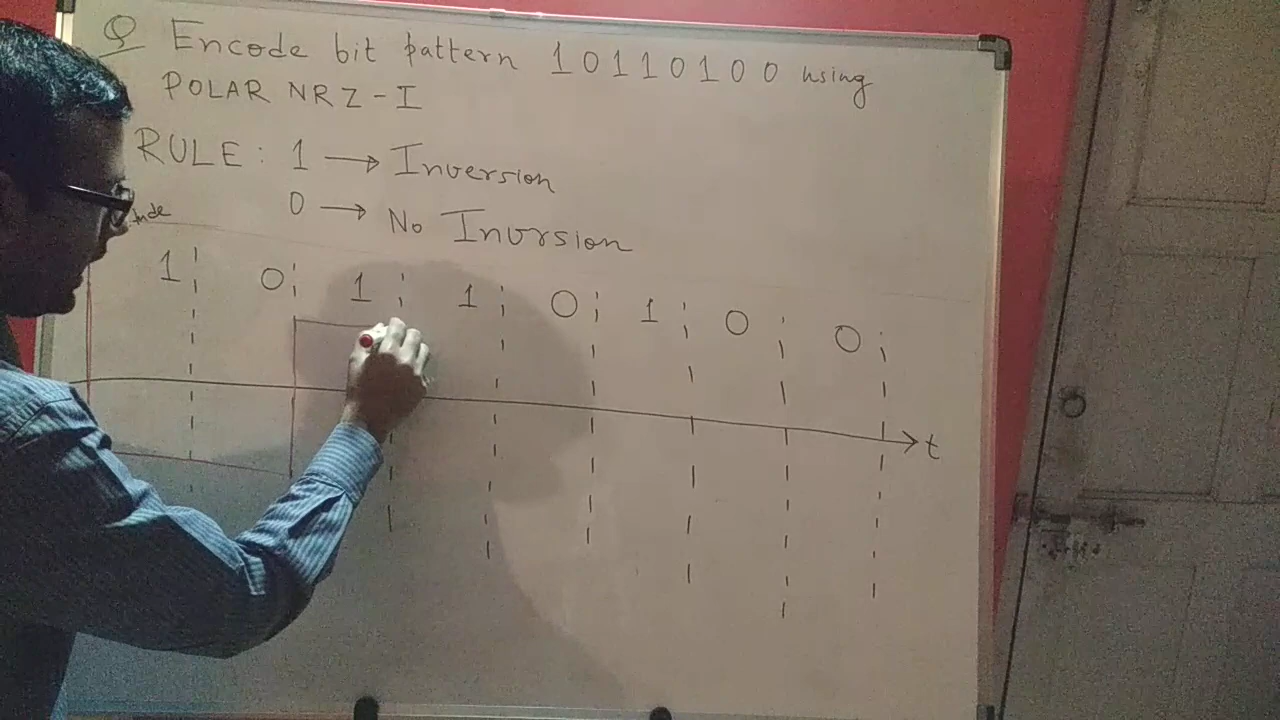 Q Encode bit pattern 10110100 using
POLAR NRZ-I
RULE: 1 → Inversion
0 → No Inversion
1 0 1 1 0 1 0 0
t